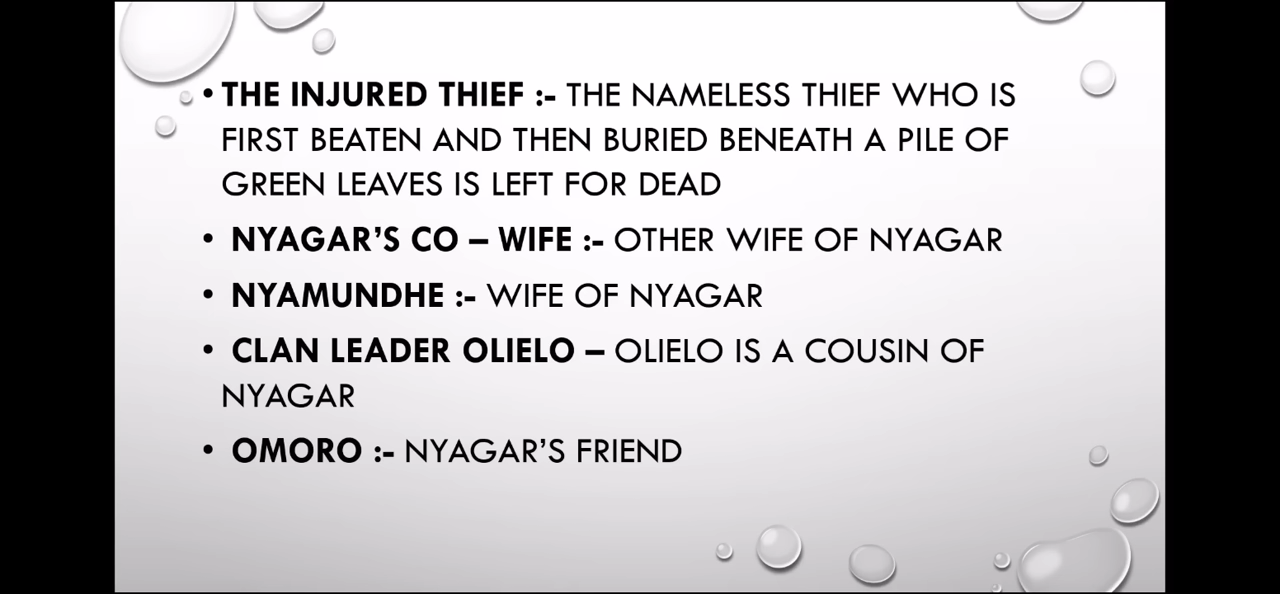 • THE INJURED THIEF :- THE NAMELESS THIEF WHO IS
FIRST BEATEN AND THEN BURIED BENEATH A PILE OF
GREEN LEAVES IS LEFT FOR DEAD
• NYAGAR’S CO – WIFE :- OTHER WIFE OF NYAGAR
• NYAMUNDHE :- WIFE OF NYAGAR
• CLAN LEADER OLIELO – OLIELO IS A COUSIN OF
NYAGAR
• OMORO :- NYAGAR’S FRIEND